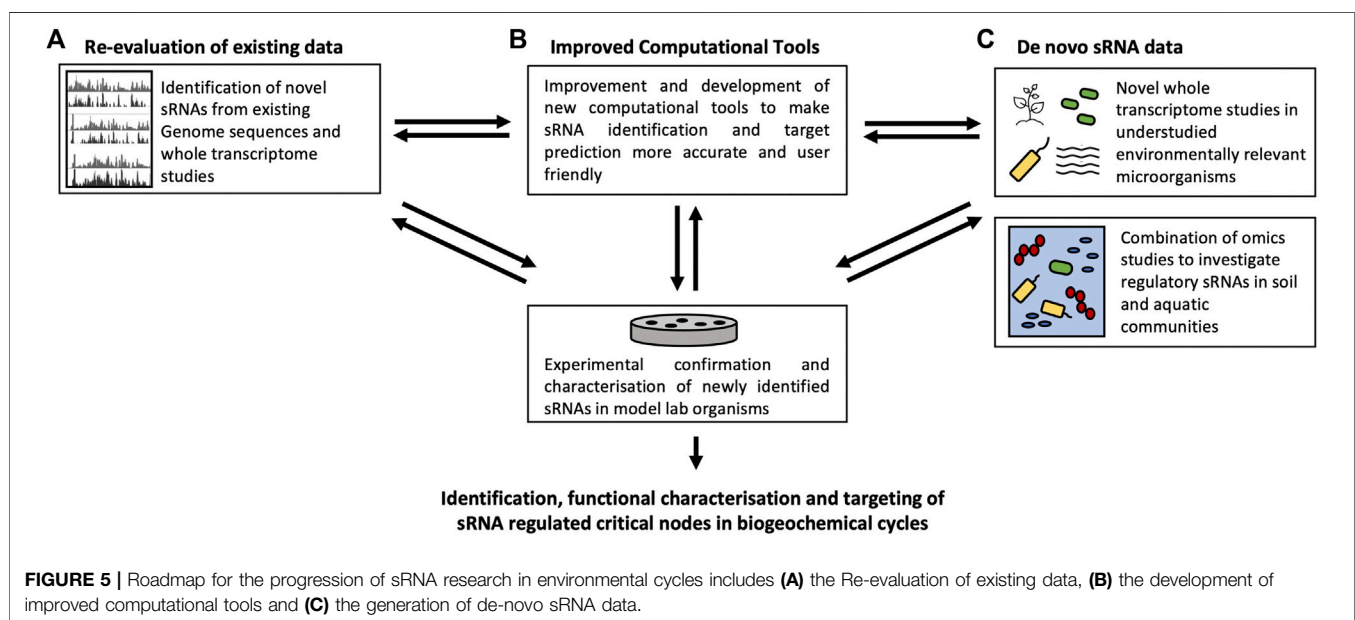 A Re-evaluation of existing data
Identification of novel
sRNAs from existing
Genome sequences and
whole transcriptome
studies
B Improved Computational Tools
Improvement and development of
new computational tools to make
sRNA identification and target
prediction more accurate and user
friendly
C De novo sRNA data
Novel whole
transcriptome studies in
understudied
environmentally relevant
microorganisms
Combination of omics
studies to investigate
regulatory sRNAs in soil
and aquatic
communities
Experimental confirmation and
characterisation of newly identified
sRNAs in model lab organisms
Identification, functional characterisation and targeting of
sRNA regulated critical nodes in biogeochemical cycles
FIGURE 5 | Roadmap for the progression of sRNA research in environmental cycles includes (A) the Re-evaluation of existing data, (B) the development of
improved computational tools and (C) the generation of de-novo sRNA data.